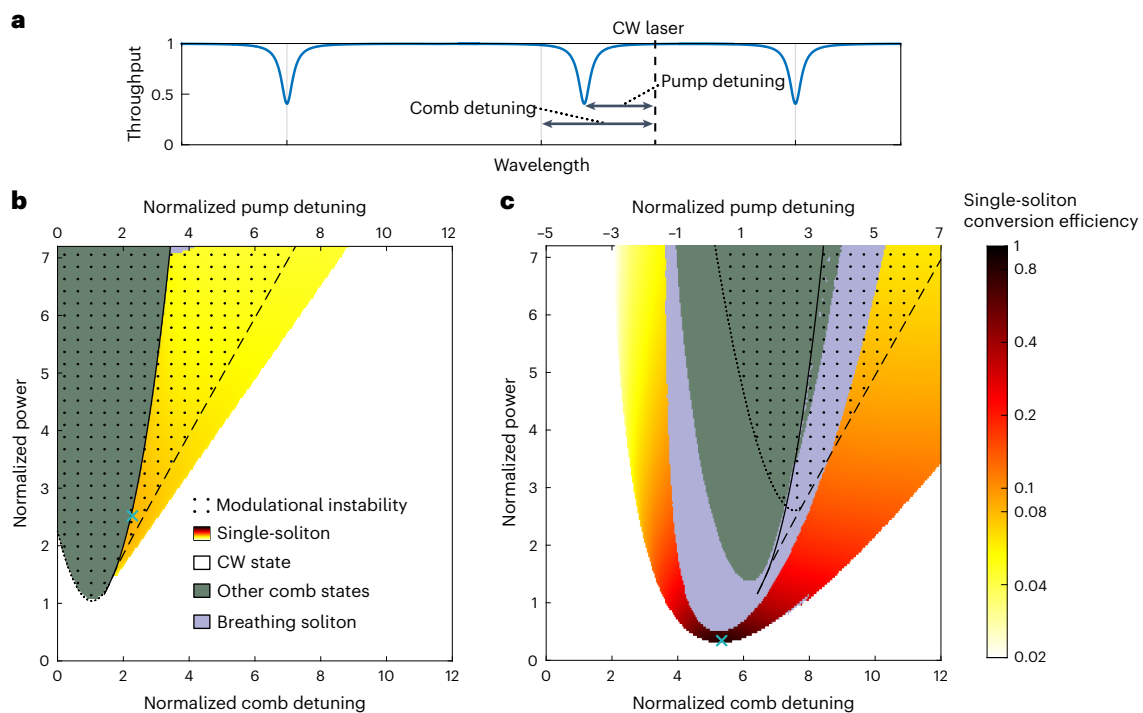 a
CW laser
1
0.5
0
Throughput
Pump detuning
Comb detuning
Wavelength
b
Normalized pump detuning
0 2 4 6 8 10 12
7
6
5
4
3
2
1
0
Normalized power
Modulational instability
Single-soliton
CW state
Other comb states
Breathing soliton
0 2 4 6 8 10 12
Normalized comb detuning
c
Normalized pump detuning
−5 −3 −1 1 3 5 7
7
6
5
4
3
2
1
0
Normalized power
0 2 4 6 8 10 12
Normalized comb detuning
Single-soliton
conversion efficiency
1
0.8
0.4
0.2
0.1
0.08
0.04
0.02